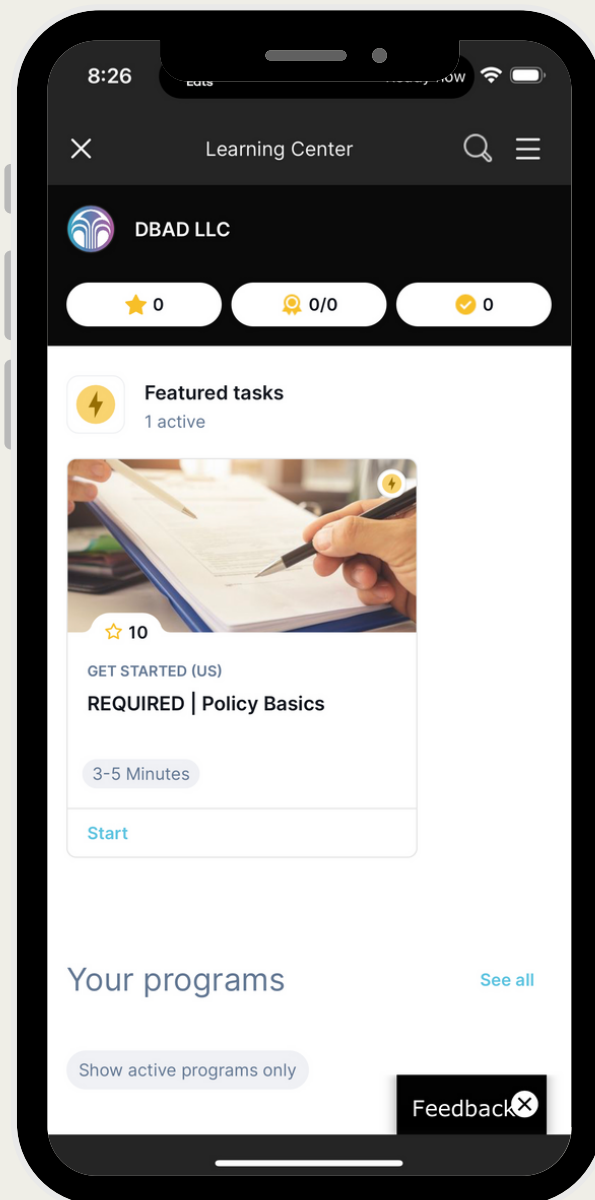 8:26
Eats
Learning Center
DBAD LLC
0
0/0
0
Featured tasks
1 active
10
GET STARTED (US)
REQUIRED | Policy Basics
3-5 Minutes
Start
Your programs
See all
Show active programs only
Feedback